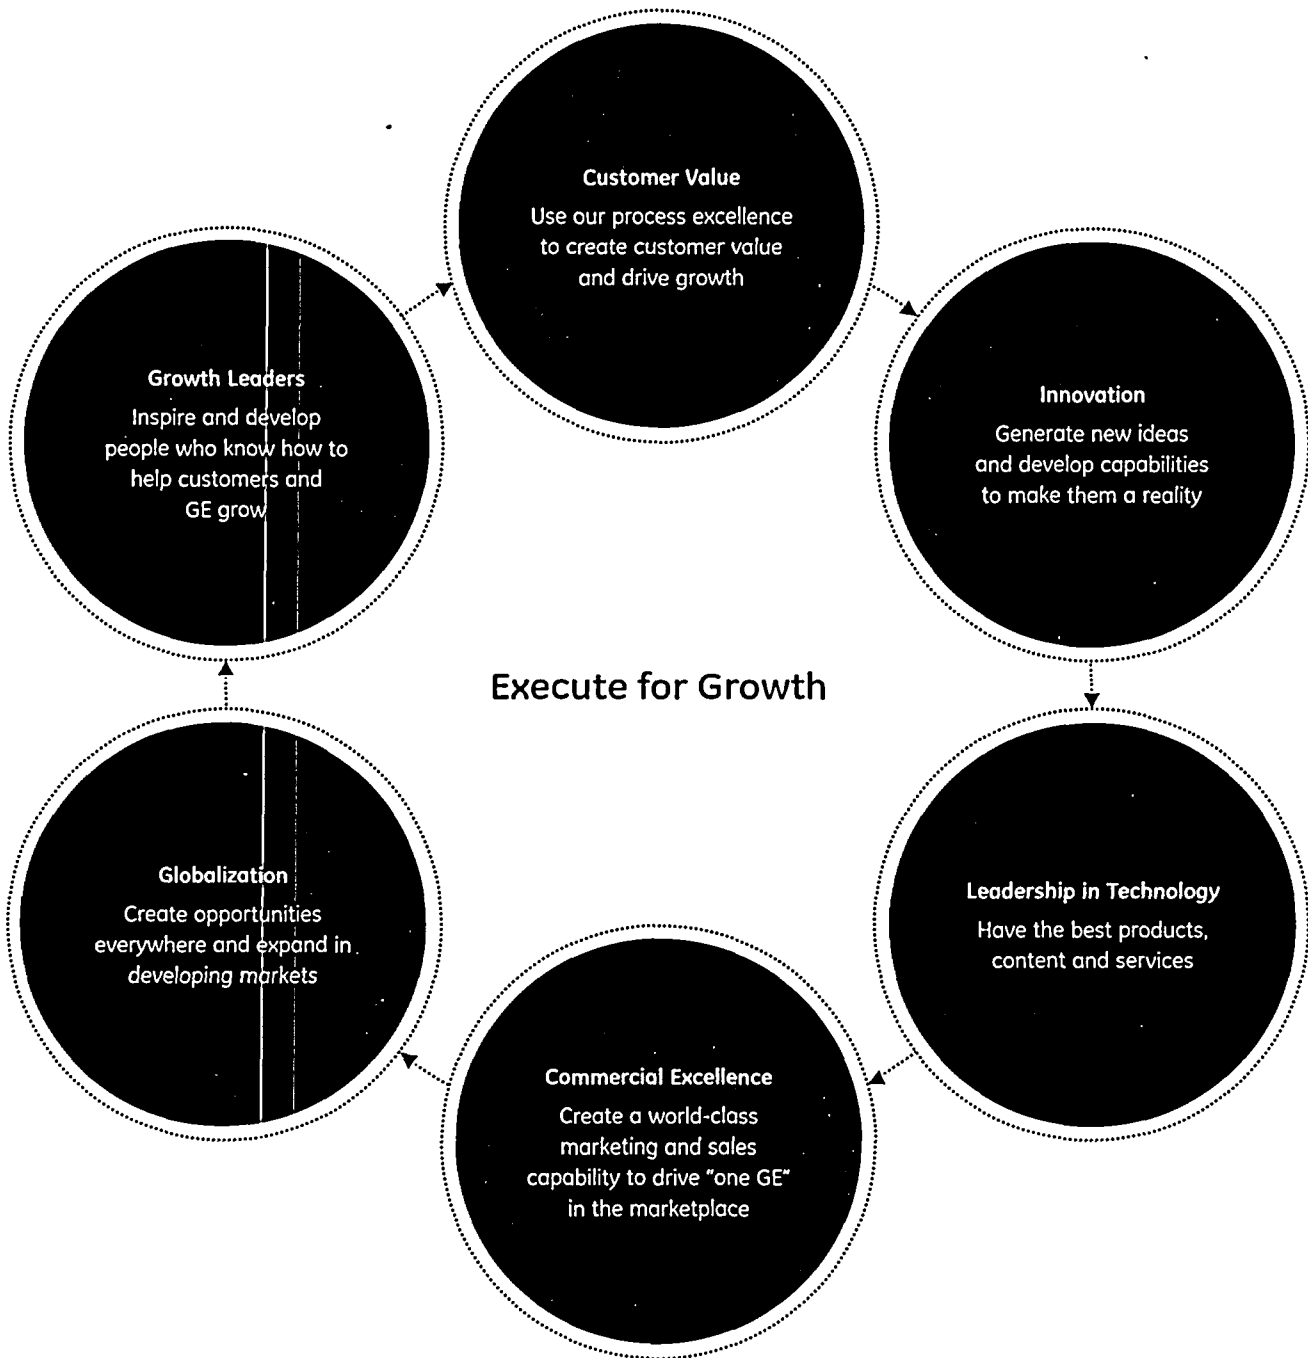 Customer Value
Use our process excellence
to create customer value
and drive growth
Growth Leaders
Inspire and develop
people who know how to
help customers and
GE grow
Innovation
Generate new ideas
and develop capabilities
to make them a reality
Execute for Growth
Globalization
Create opportunities
everywhere and expand in
developing markets
Leadership in Technology
Have the best products,
content and services
Commercial Excellence
Create a world-class
marketing and sales
capability to drive "one GE"
in the marketplace